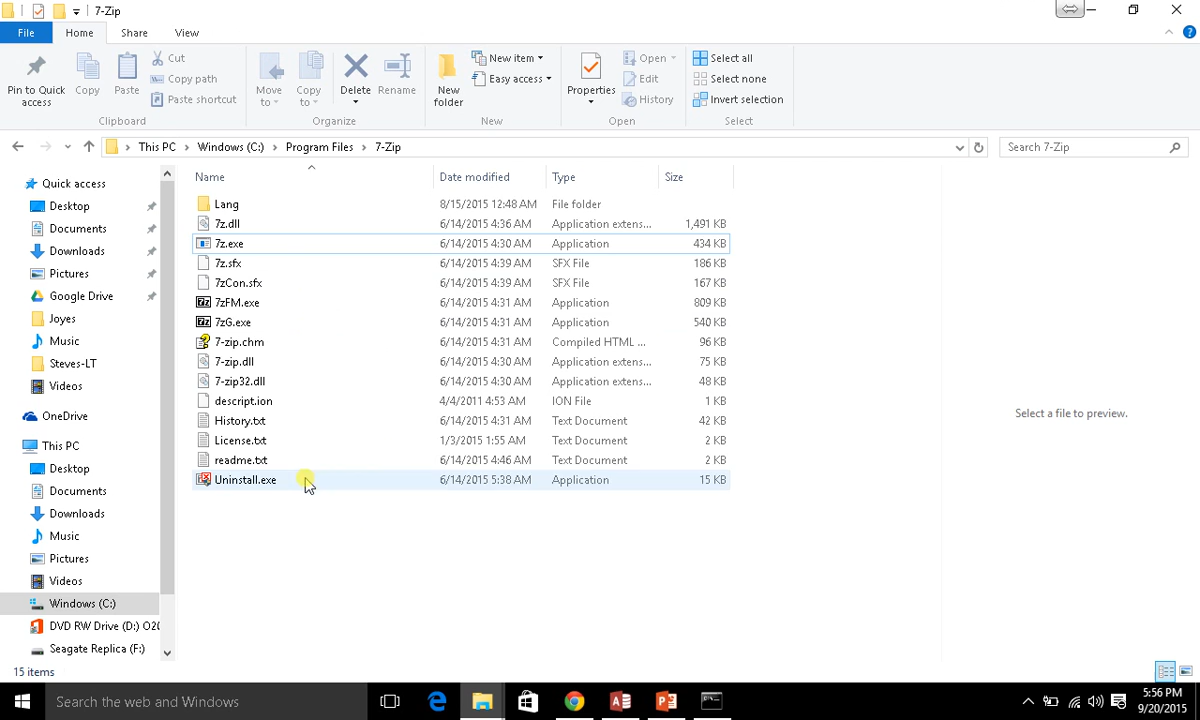 7-Zip
File Home Share View
Pin to Quick access
Copy
Paste
Cut
Copy path
Paste shortcut
Clipboard
Move to
Copy to
Delete
Rename
Organize
New folder
New item
Easy access
New
Properties
Open
Edit
History
Open
Select all
Select none
Invert selection
Select
This PC Windows (C:) Program Files 7-Zip
Search 7-Zip
Quick access
Desktop
Documents
Downloads
Pictures
Google Drive
Joyes
Music
Steves-LT
Videos
OneDrive
This PC
Desktop
Documents
Downloads
Music
Pictures
Videos
Windows (C:)
DVD RW Drive (D:) O20
Seagate Replica (F:)
Name Date modified Type Size
Lang 8/15/2015 12:48 AM File folder
7z.dll 6/14/2015 4:36 AM Application extens... 1,491 KB
7z.exe 6/14/2015 4:30 AM Application 434 KB
7z.sfx 6/14/2015 4:39 AM SFX File 186 KB
7zCon.sfx 6/14/2015 4:39 AM SFX File 167 KB
7zFM.exe 6/14/2015 4:31 AM Application 809 KB
7zG.exe 6/14/2015 4:31 AM Application 540 KB
7-zip.chm 6/14/2015 4:31 AM Compiled HTML ... 96 KB
7-zip.dll 6/14/2015 4:30 AM Application extens... 75 KB
7-zip32.dll 6/14/2015 4:30 AM Application extens... 48 KB
descript.ion 4/4/2011 4:53 AM ION File 1 KB
History.txt 6/14/2015 4:31 AM Text Document 42 KB
License.txt 1/3/2015 1:55 AM Text Document 2 KB
readme.txt 6/14/2015 4:46 AM Text Document 2 KB
Uninstall.exe 6/14/2015 5:38 AM Application 15 KB
Select a file to preview.
15 items
Search the web and Windows
5:56 PM
9/20/2015